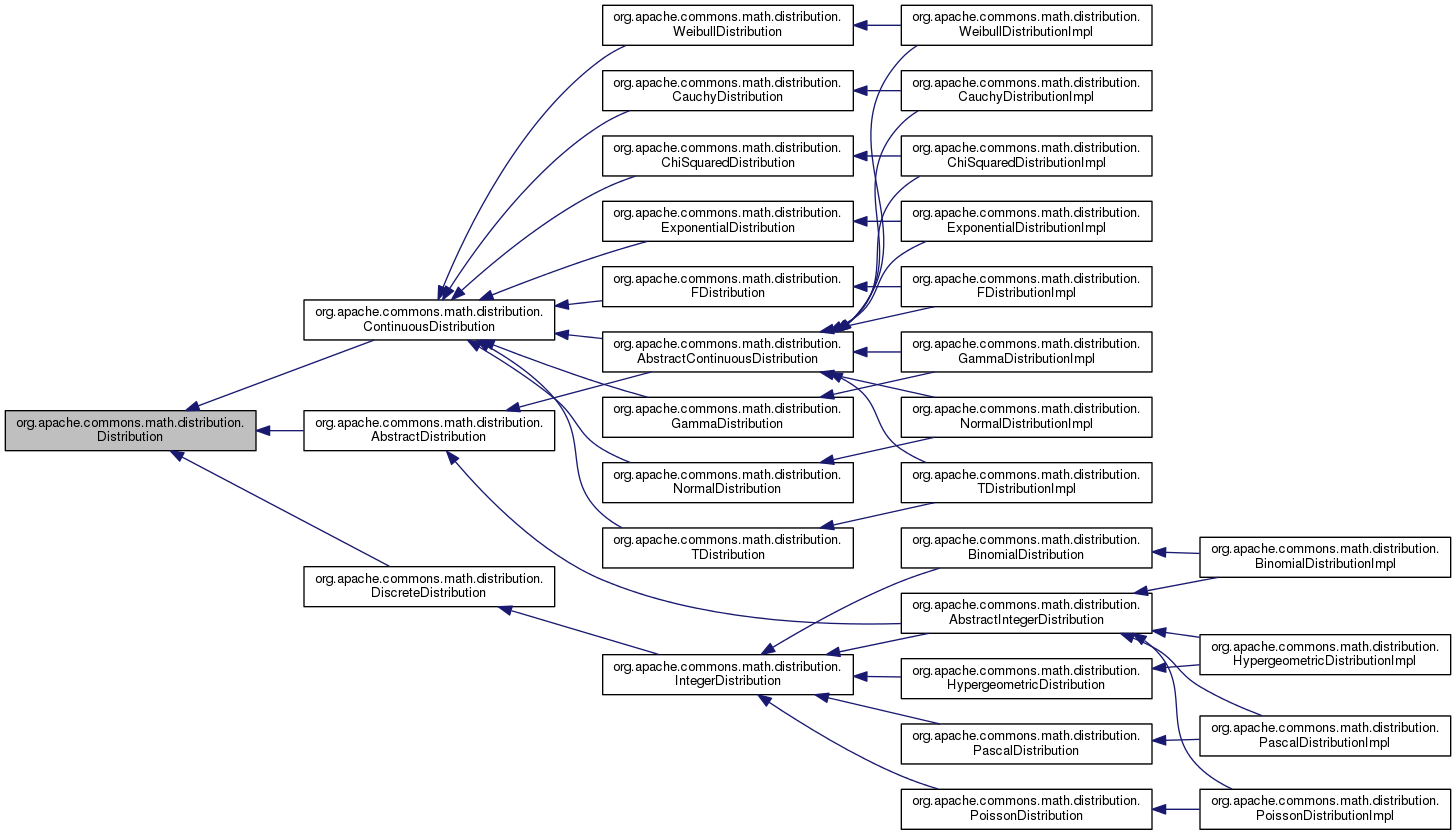 org.apache.commons.math.distribution.
Distribution
org.apache.commons.math.distribution.
ContinuousDistribution
org.apache.commons.math.distribution.
AbstractDistribution
org.apache.commons.math.distribution.
DiscreteDistribution
org.apache.commons.math.distribution.
WeibullDistribution
org.apache.commons.math.distribution.
CauchyDistribution
org.apache.commons.math.distribution.
ChiSquaredDistribution
org.apache.commons.math.distribution.
ExponentialDistribution
org.apache.commons.math.distribution.
FDistribution
org.apache.commons.math.distribution.
AbstractContinuousDistribution
org.apache.commons.math.distribution.
GammaDistribution
org.apache.commons.math.distribution.
NormalDistribution
org.apache.commons.math.distribution.
TDistribution
org.apache.commons.math.distribution.
IntegerDistribution
org.apache.commons.math.distribution.
WeibullDistributionImpl
org.apache.commons.math.distribution.
CauchyDistributionImpl
org.apache.commons.math.distribution.
ChiSquaredDistributionImpl
org.apache.commons.math.distribution.
ExponentialDistributionImpl
org.apache.commons.math.distribution.
FDistributionImpl
org.apache.commons.math.distribution.
GammaDistributionImpl
org.apache.commons.math.distribution.
NormalDistributionImpl
org.apache.commons.math.distribution.
TDistributionImpl
org.apache.commons.math.distribution.
BinomialDistribution
org.apache.commons.math.distribution.
AbstractIntegerDistribution
org.apache.commons.math.distribution.
HypergeometricDistribution
org.apache.commons.math.distribution.
PascalDistribution
org.apache.commons.math.distribution.
PoissonDistribution
org.apache.commons.math.distribution.
BinomialDistributionImpl
org.apache.commons.math.distribution.
HypergeometricDistributionImpl
org.apache.commons.math.distribution.
PascalDistributionImpl
org.apache.commons.math.distribution.
PoissonDistributionImpl